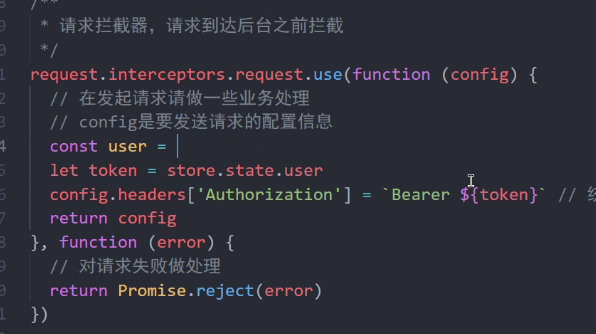 /**
* 请求拦截器，请求到达后台之前拦截
*/
request.interceptors.request.use(function (config) {
// 在发起请求请做一些业务处理
// config是要发送请求的配置信息
const user =
let token = store.state.user
config.headers['Authorization'] = `Bearer ${token}` //
return config
}, function (error) {
// 对请求失败做处理
return Promise.reject(error)
})